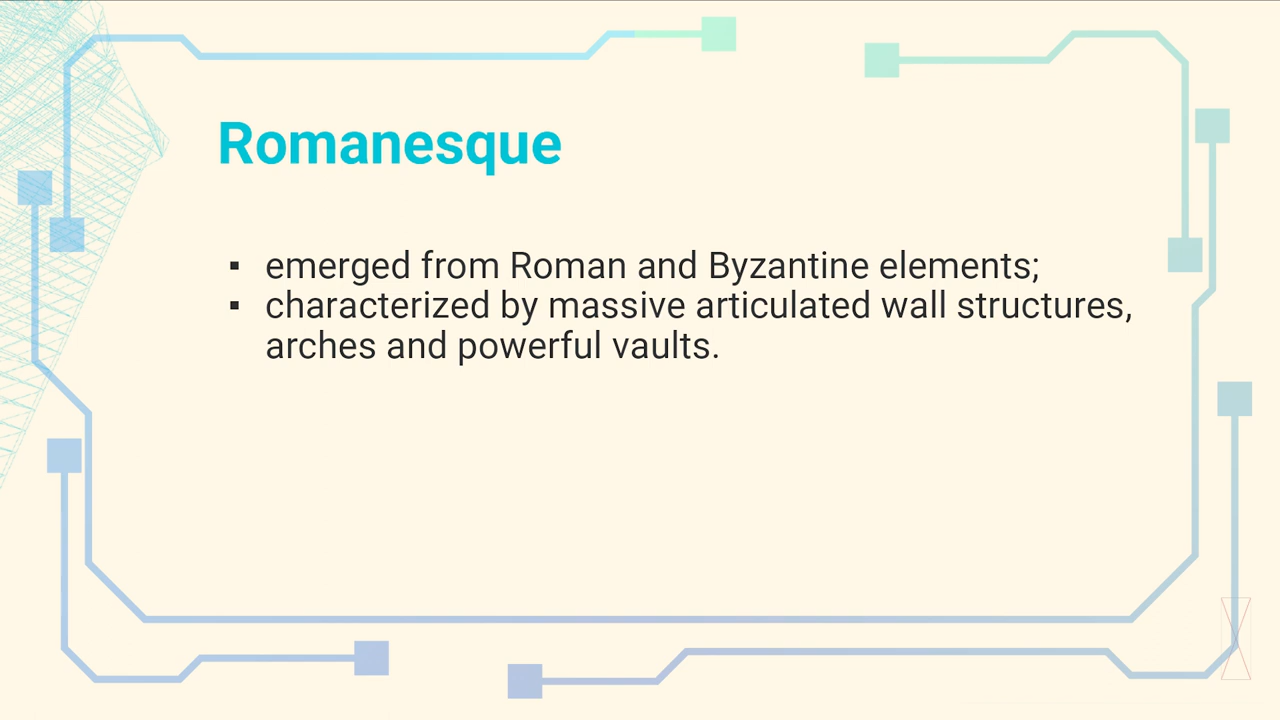 Romanesque
▪ emerged from Roman and Byzantine elements;
▪ characterized by massive articulated wall structures,
arches and powerful vaults.